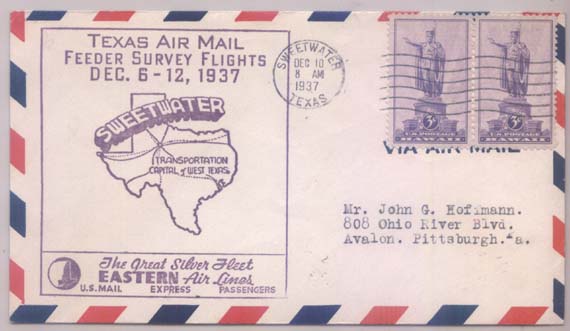 TEXAS AIR MAIL
FEEDER SURVEY FLIGHTS
DEC. 6-12, 1937
SWEETWATER
TRANSPORTATION
CAPITAL of WEST TEXAS
The Great Silver Fleet
EASTERN Air Lines
U.S. MAIL EXPRESS PASSENGERS
SWEETWATER
DEC 10
8 AM
1937
TEXAS
3¢ 3¢
U.S. POSTAGE U.S. POSTAGE
HAWAII HAWAII
VIA AIR MAIL
Mr. John G. Hoffmann.
808 Ohio River Blvd.
Avalon. Pittsburgh. a.